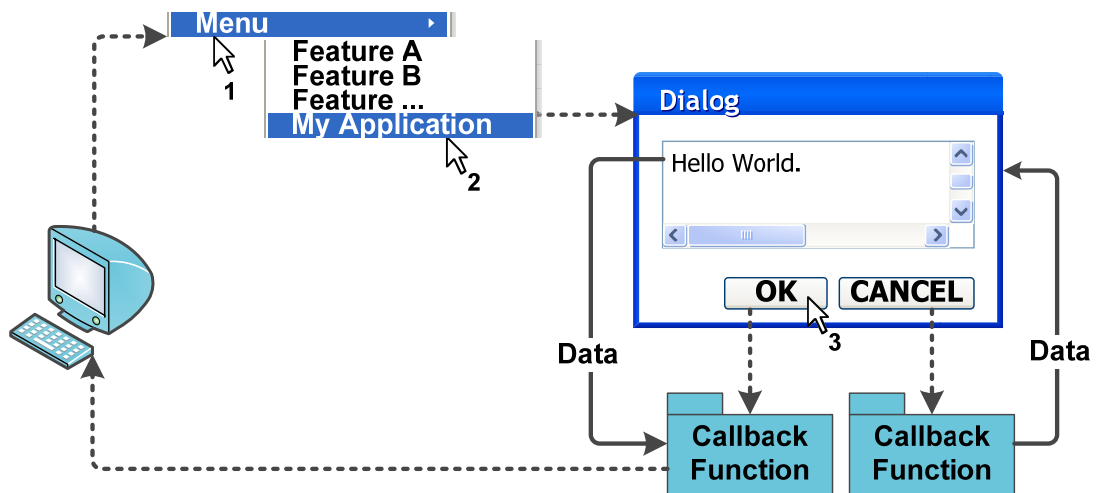 Menu
1
Feature A
Feature B
Feature ...
My Application
2
Dialog
Hello World.
OK
CANCEL
3
Data
Data
Callback
Function
Callback
Function